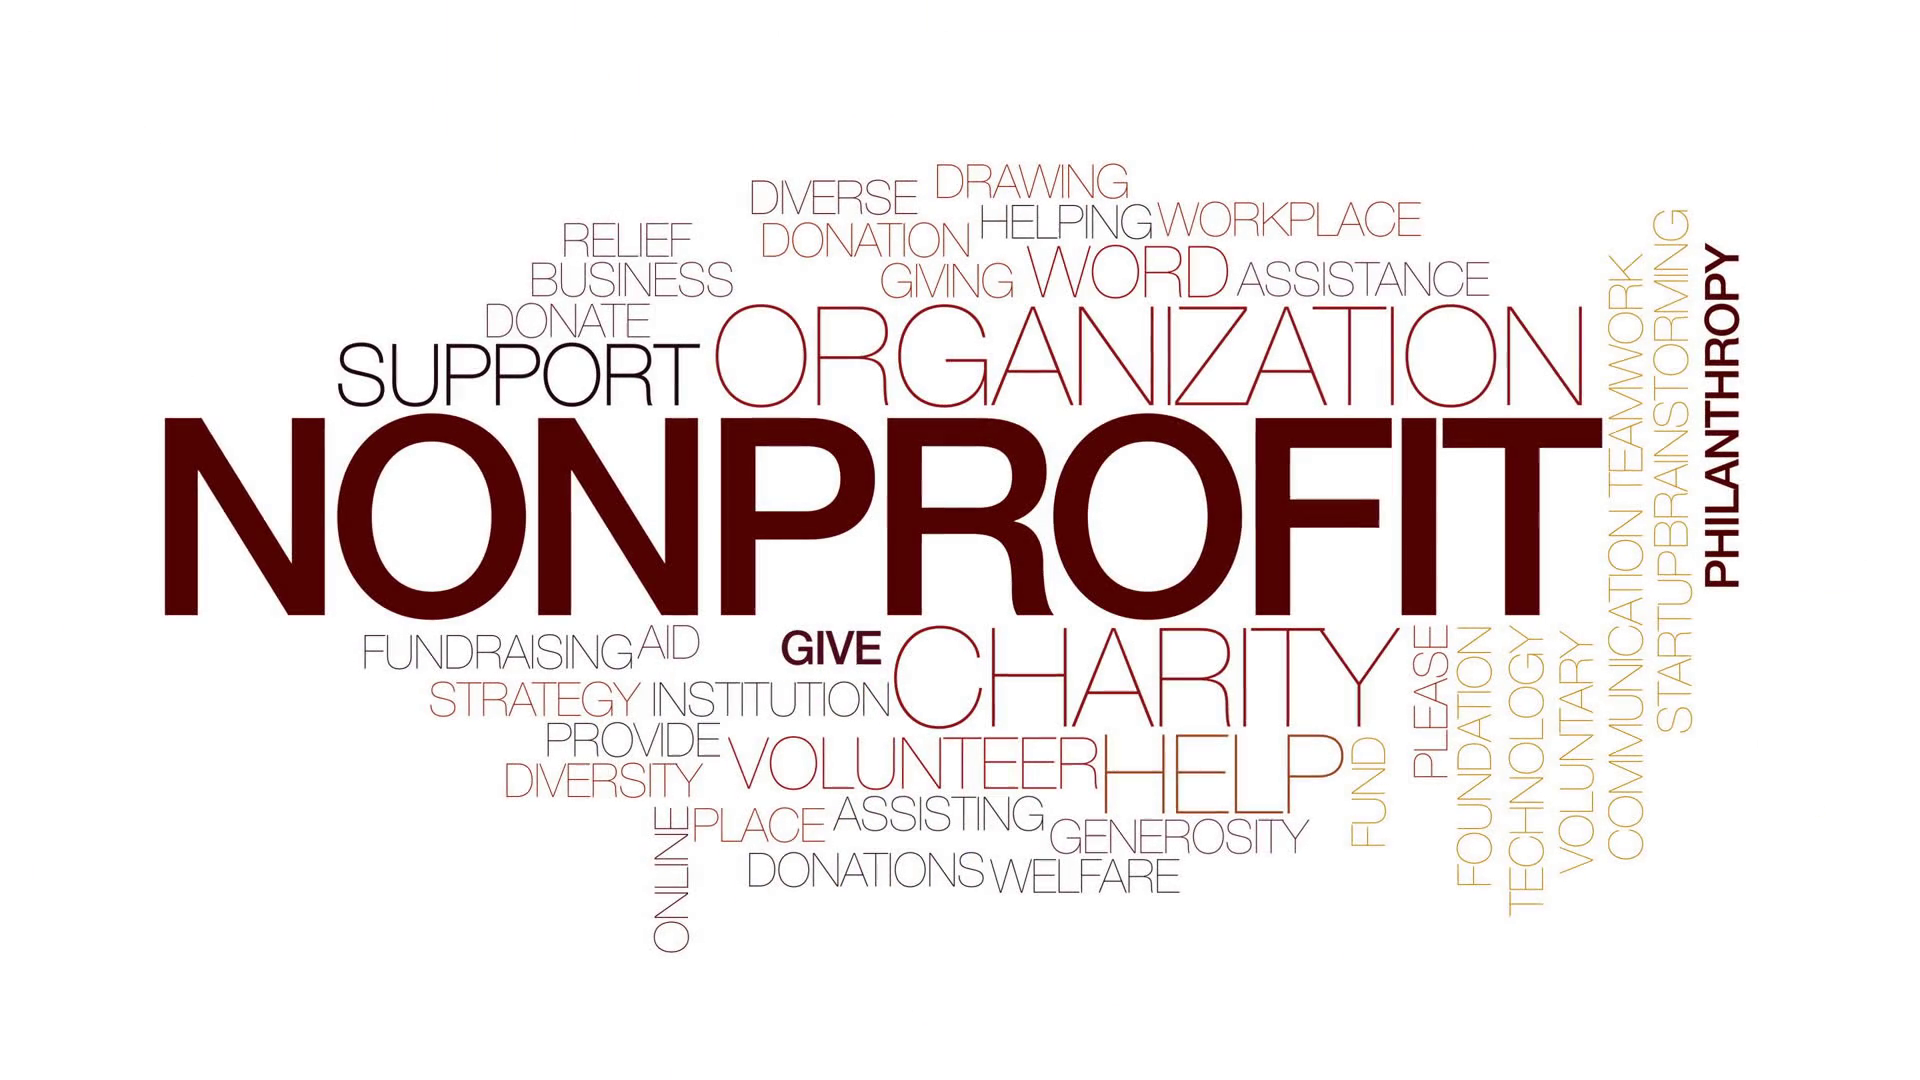 DIVERSE
DRAWING
RELIEF
DONATION
HELPING
WORKPLACE
BUSINESS
GIVING
WORD
ASSISTANCE
DONATE
SUPPORT
ORGANIZATION
NONPROFIT
FUNDRAISING
AID
GIVE
CHARITY
STRATEGY
INSTITUTION
PROVIDE
VOLUNTEER
HELP
DIVERSITY
ONLINE
PLACE
ASSISTING
GENEROSITY
DONATIONS
WELFARE
FUND
PLEASE
FOUNDATION
TECHNOLOGY
VOLUNTARY
COMMUNICATION
TEAMWORK
STARTUP
BRAINSTORMING
PHILANTHROPY